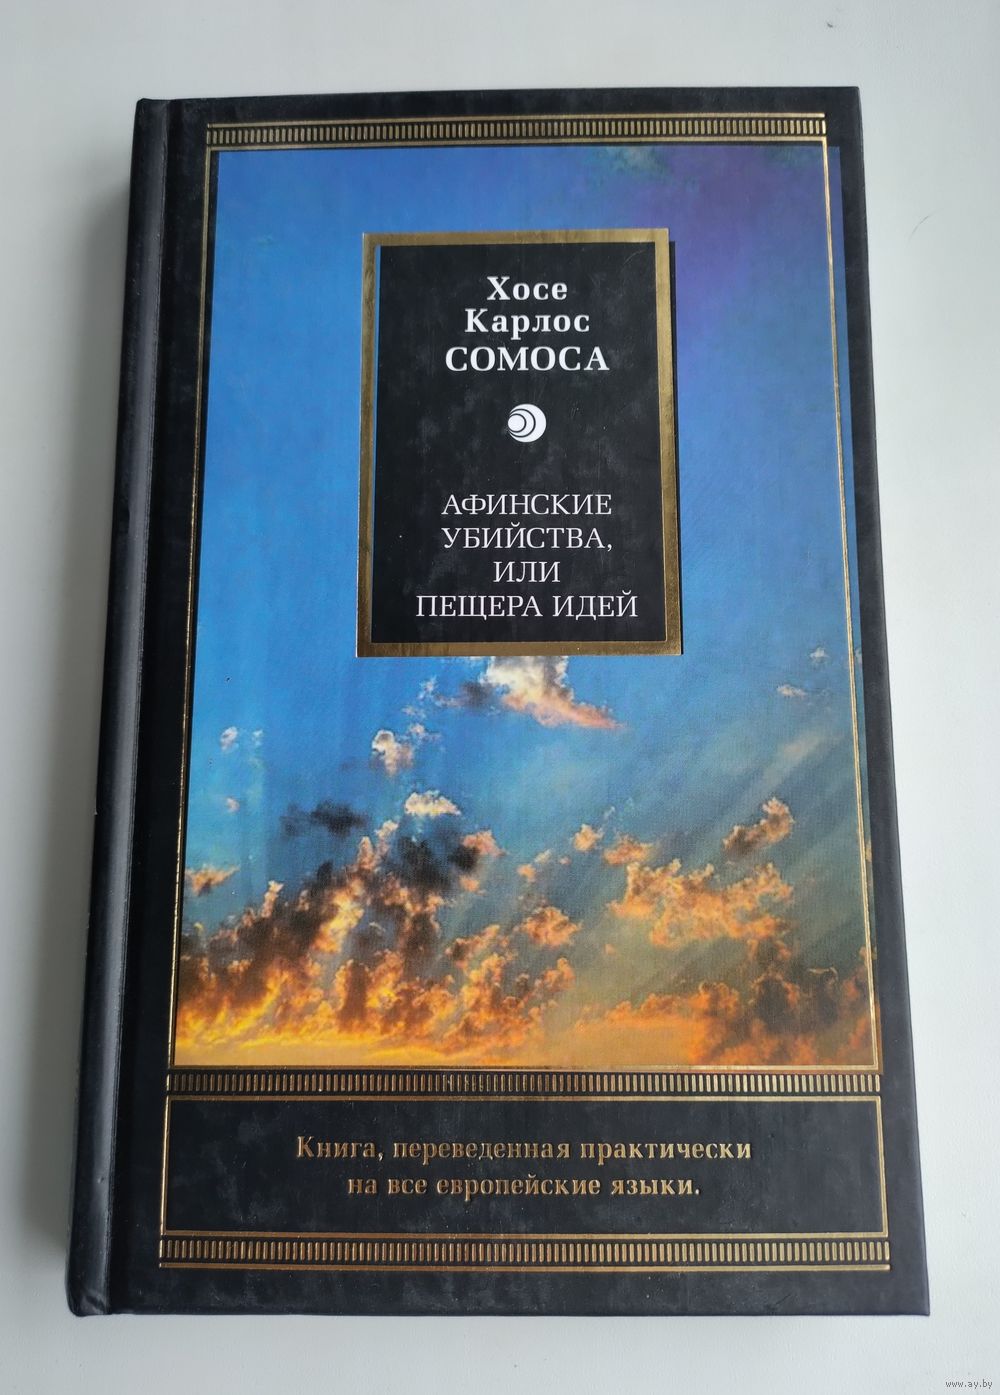 Хосе
Карлос
СОМОСА
АФИНСКИЕ
УБИЙСТВА,
ИЛИ
ПЕЩЕРА ИДЕЙ
Книга, переведенная практически
на все европейские языки.
www.ay.by